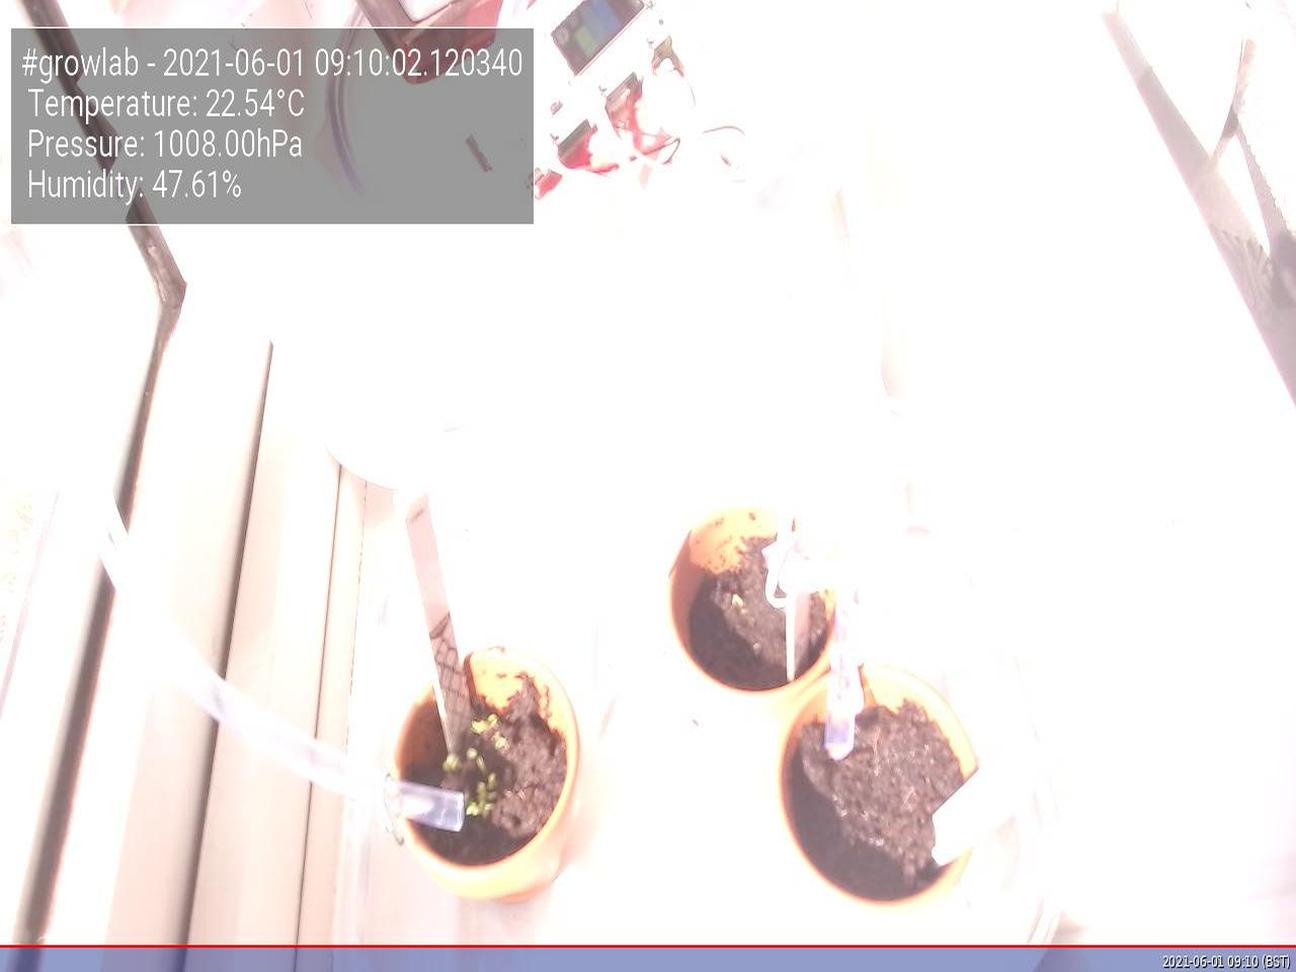 #growlab - 2021-06-01 09:10:02.120340
Temperature: 22.54°C
Pressure: 1008.00hPa
Humidity: 47.61%
2021-06-01 09:10 (BST)